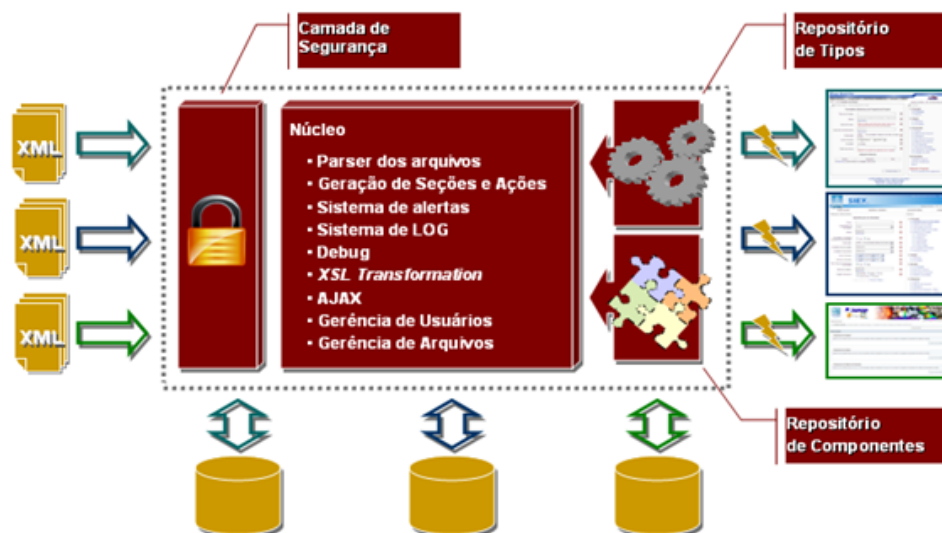 Camada de
Segurança
Repositório
de Tipos
XML
XML
XML
Núcleo
▪ Parser dos arquivos
▪ Geração de Seções e Ações
▪ Sistema de alertas
▪ Sistema de LOG
▪ Debug
▪ XSL Transformation
▪ AJAX
▪ Gerência de Usuários
▪ Gerência de Arquivos
Repositório
de Componentes